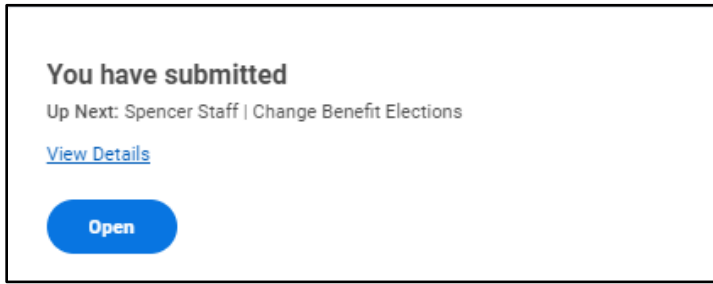 You have submitted
Up Next: Spencer Staff | Change Benefit Elections
View Details
Open